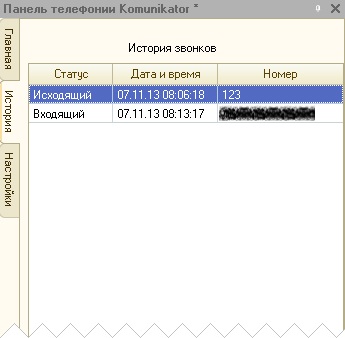 Панель телефонии Komunikator *
Главная
История
Настройки
История звонков
Статус Дата и время Номер
Исходящий 07.11.13 08:06:18 123
Входящий 07.11.13 08:13:17